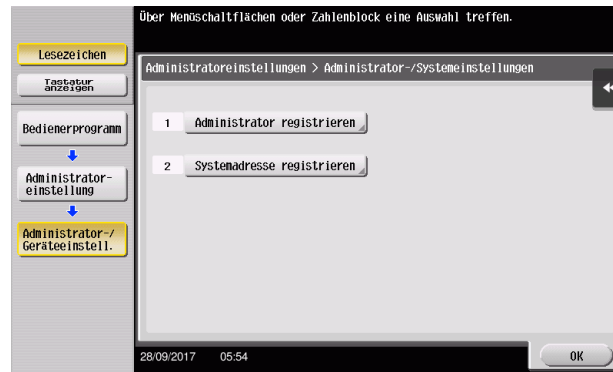 Über Menüschaltflächen oder Zahlenblock eine Auswahl treffen.
Lesezeichen
Tastatur
anzeigen
Bedienerprogramm
Administrator-
einstellung
Administrator-/
Geräteeinstell.
Administratoreinstellungen > Administrator-/Systemeinstellungen
1 Administrator registrieren
2 Systemadresse registrieren
28/09/2017 05:54
OK